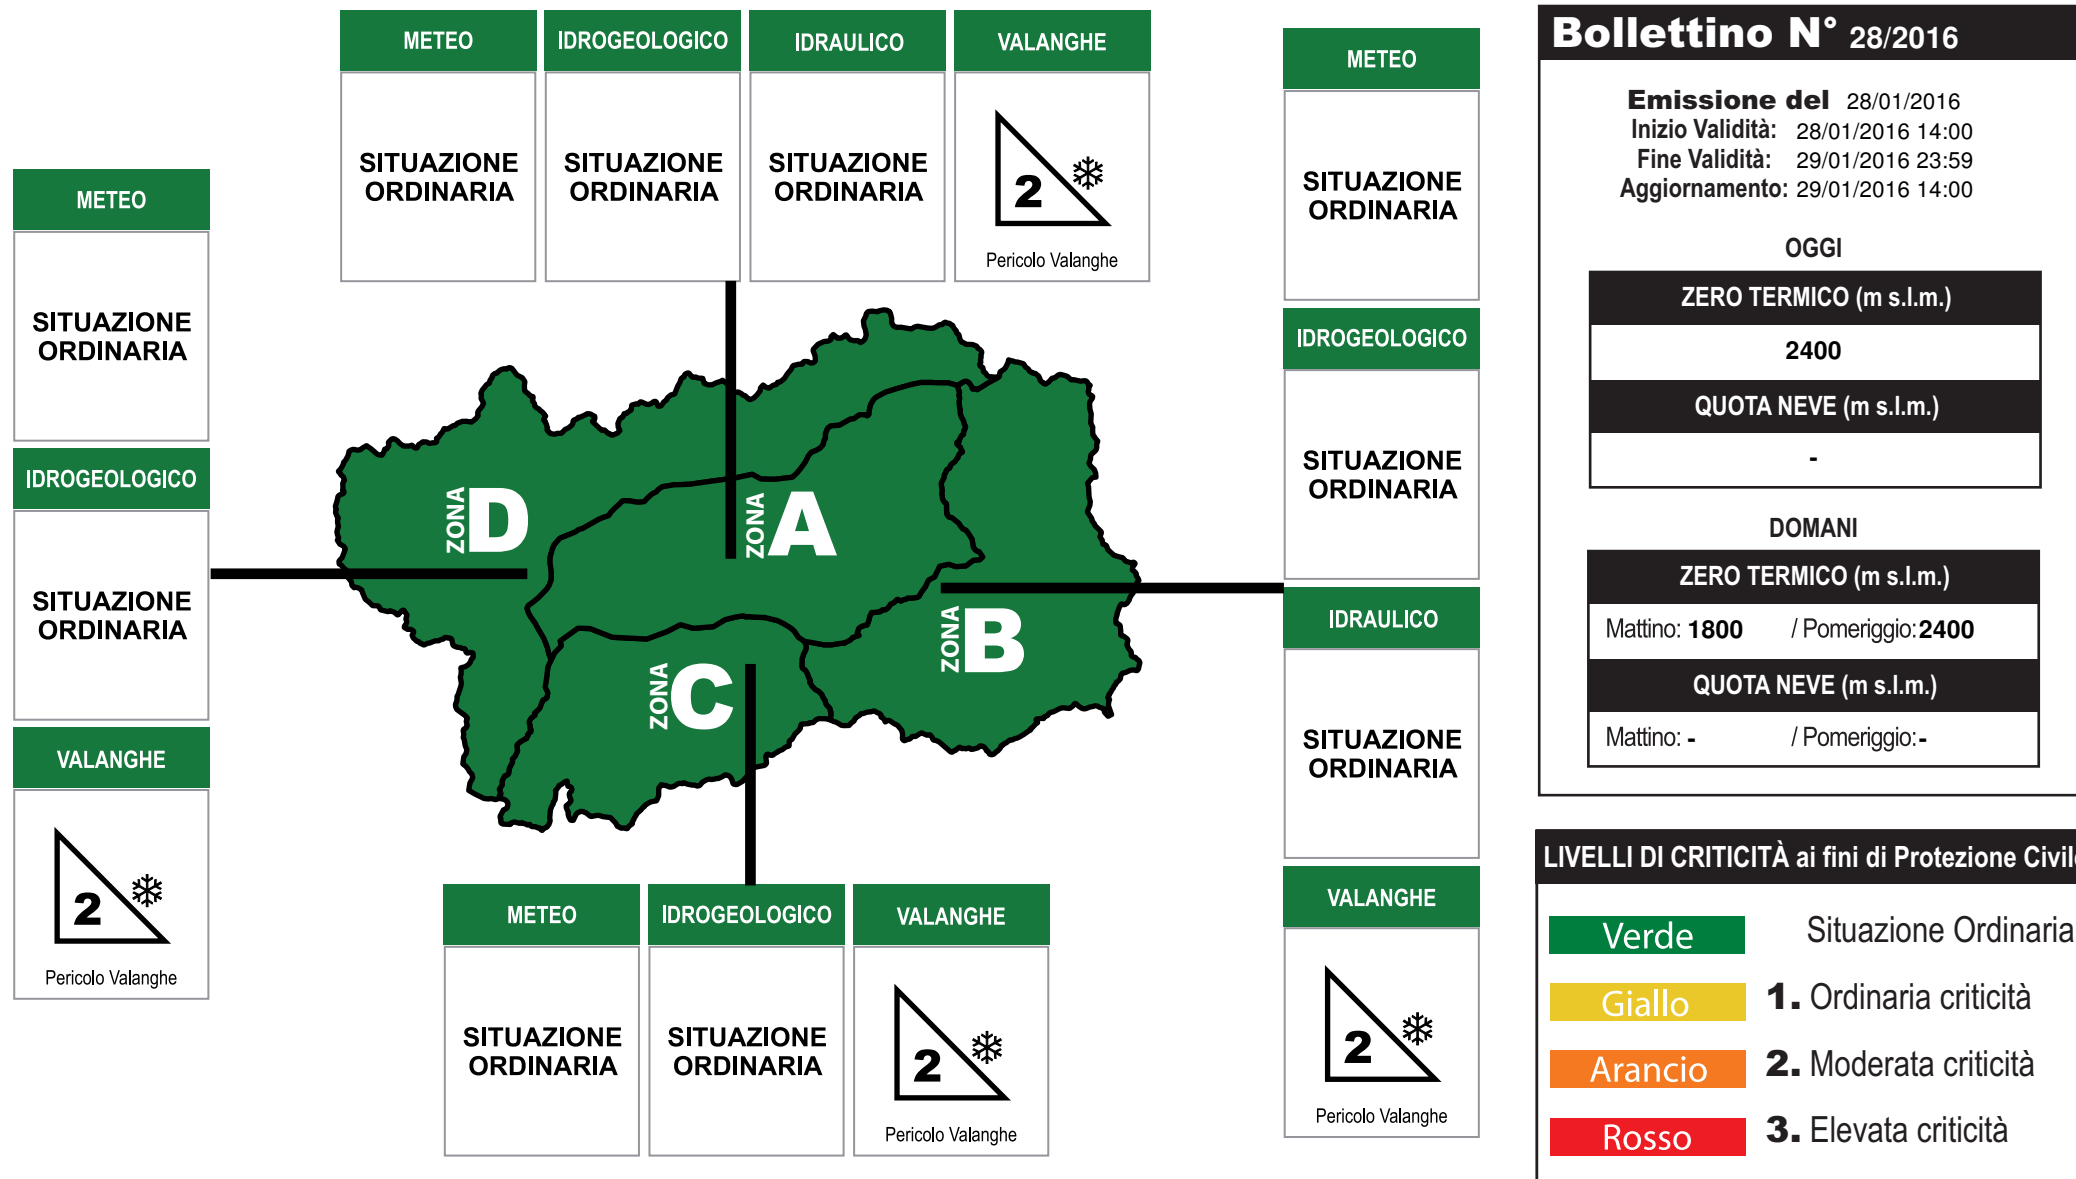 METEO
SITUAZIONE
ORDINARIA
IDROGEOLOGICO
SITUAZIONE
ORDINARIA
VALANGHE
2
Pericolo Valanghe
METEO
SITUAZIONE
ORDINARIA
IDROGEOLOGICO
SITUAZIONE
ORDINARIA
IDRAULICO
SITUAZIONE
ORDINARIA
VALANGHE
2
Pericolo Valanghe
ZONA D
ZONA A
ZONA B
ZONA C
METEO
SITUAZIONE
ORDINARIA
IDROGEOLOGICO
SITUAZIONE
ORDINARIA
VALANGHE
2
Pericolo Valanghe
METEO
SITUAZIONE
ORDINARIA
IDROGEOLOGICO
SITUAZIONE
ORDINARIA
IDRAULICO
SITUAZIONE
ORDINARIA
VALANGHE
2
Pericolo Valanghe
Bollettino N° 28/2016
Emissione del 28/01/2016
Inizio Validità: 28/01/2016 14:00
Fine Validità: 29/01/2016 23:59
Aggiornamento: 29/01/2016 14:00
OGGI
ZERO TERMICO (m s.l.m.)
2400
QUOTA NEVE (m s.l.m.)
-
DOMANI
ZERO TERMICO (m s.l.m.)
Mattino: 1800 / Pomeriggio: 2400
QUOTA NEVE (m s.l.m.)
Mattino: - / Pomeriggio: -
LIVELLI DI CRITICITÀ ai fini di Protezione Civile
Verde Situazione Ordinaria
Giallo 1. Ordinaria criticità
Arancio 2. Moderata criticità
Rosso 3. Elevata criticità